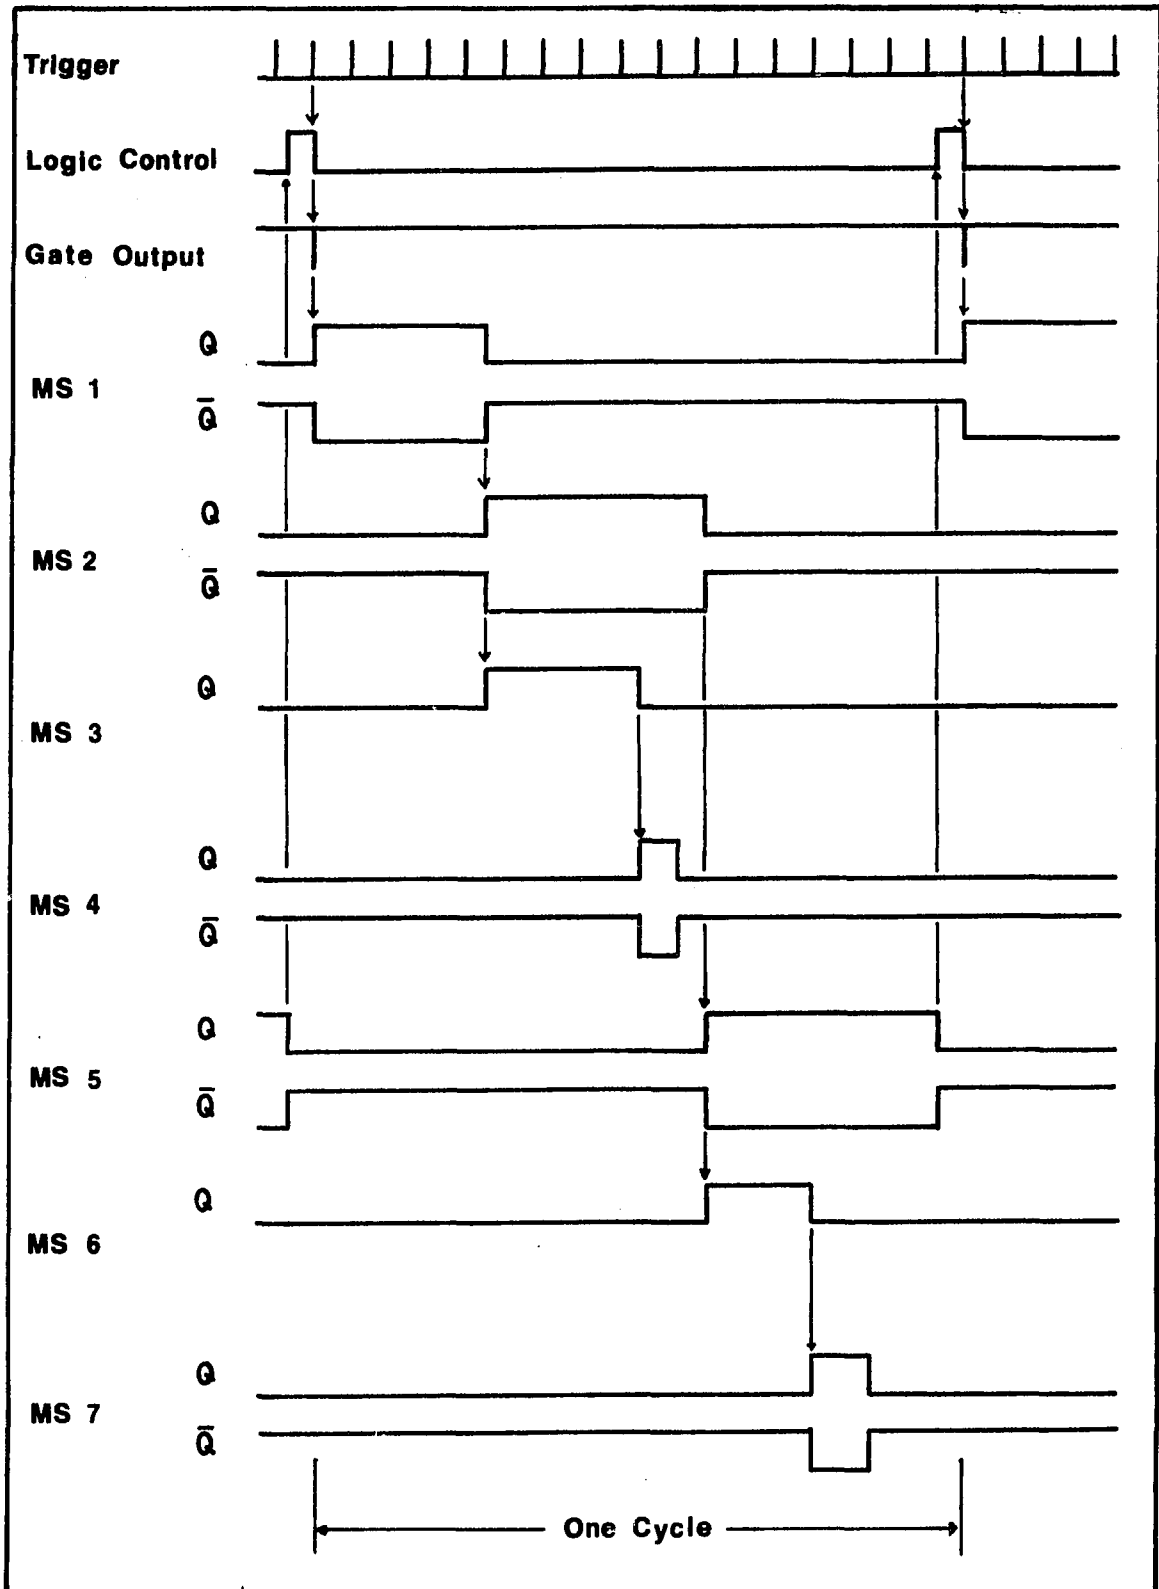 Trigger
Logic Control
Gate Output
Q
MS 1
Q̅
Q
MS 2
Q̅
Q
MS 3
Q
MS 4
Q̅
Q
MS 5
Q̅
Q
MS 6
Q
MS 7
Q̅
One Cycle